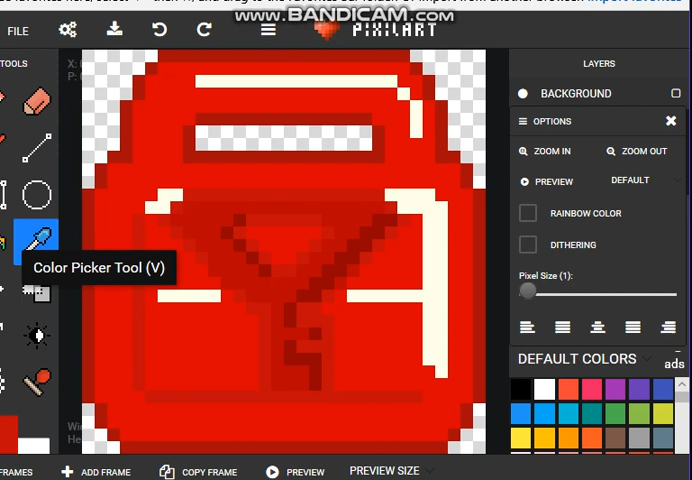 www.BANDICAM.com
FILE
PIXILART
LAYERS
TOOLS
BACKGROUND
OPTIONS
ZOOM IN
ZOOM OUT
PREVIEW
DEFAULT
RAINBOW COLOR
DITHERING
Color Picker Tool (V)
Pixel Size (1):
DEFAULT COLORS
ads
FRAMES
ADD FRAME
COPY FRAME
PREVIEW
PREVIEW SIZE